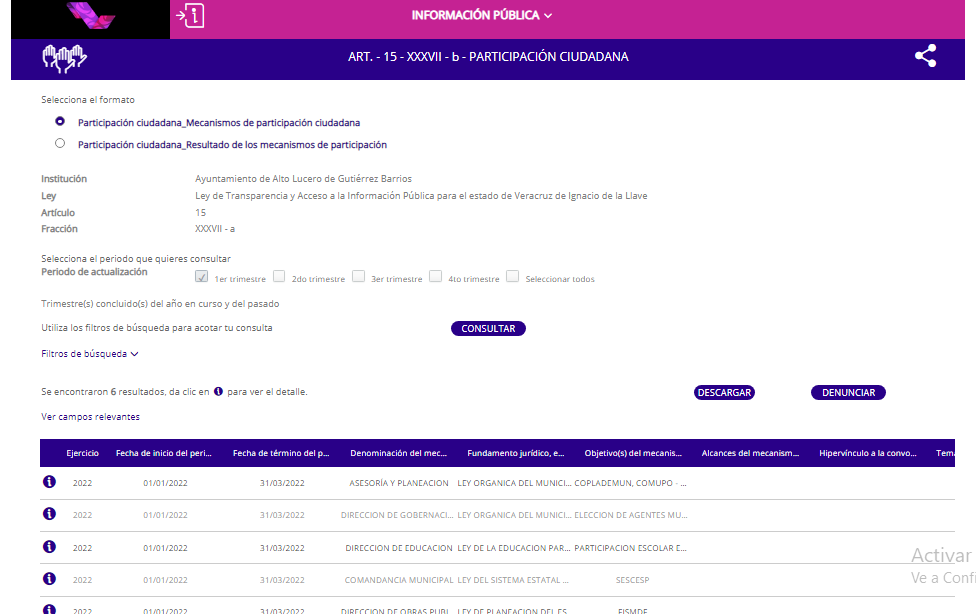 INFORMACIÓN PÚBLICA
ART. - 15 - XXXVII - b - PARTICIPACIÓN CIUDADANA
Selecciona el formato
Participación ciudadana_Mecanismos de participación ciudadana
Participación ciudadana_Resultado de los mecanismos de participación
Institución Ayuntamiento de Alto Lucero de Gutiérrez Barrios
Ley Ley de Transparencia y Acceso a la Información Pública para el estado de Veracruz de Ignacio de la Llave
Artículo 15
Fracción XXXVII - a
Selecciona el periodo que quieres consultar
Periodo de actualización 1er trimestre 2do trimestre 3er trimestre 4to trimestre Seleccionar todos
Trimestre(s) concluido(s) del año en curso y del pasado
Utiliza los filtros de búsqueda para acotar tu consulta CONSULTAR
Filtros de búsqueda
Se encontraron 6 resultados, da clic en i para ver el detalle. DESCARGAR DENUNCIAR
Ver campos relevantes
Ejercicio Fecha de inicio del peri... Fecha de término del p... Denominación del mec... Fundamento jurídico, e... Objetivo(s) del mecanis... Alcances del mecanism... Hipervínculo a la convo... Tema
2022 01/01/2022 31/03/2022 ASESORÍA Y PLANEACION LEY ORGANICA DEL MUNICI... COPLADEMUN, COMUPO - ...
2022 01/01/2022 31/03/2022 DIRECCION DE GOBERNACI... LEY ORGANICA DEL MUNICI... ELECCION DE AGENTES MU...
2022 01/01/2022 31/03/2022 DIRECCION DE EDUCACION LEY DE LA EDUCACION PAR... PARTICIPACION ESCOLAR E...
2022 01/01/2022 31/03/2022 COMANDANCIA MUNICIPAL LEY DEL SISTEMA ESTATAL ... SESCESP
2022 01/01/2022 31/03/2022 DIRECCION DE OBRAS PUBL... LEY DE PLANEACION DEL ES... FISMDF
Activar
Ve a Confi